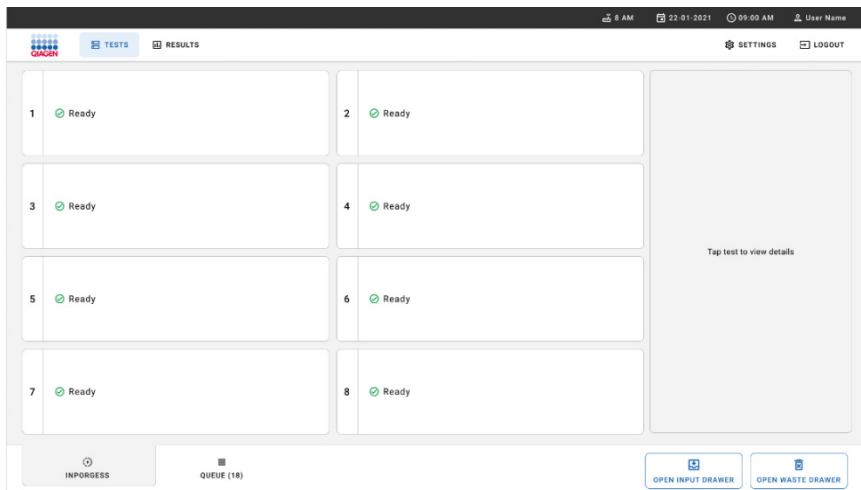 8 AM 22-01-2021 09:00 AM User Name
QIAGEN TESTS RESULTS SETTINGS LOGOUT
1 Ready 2 Ready
3 Ready 4 Ready
Tap test to view details
5 Ready 6 Ready
7 Ready 8 Ready
INPORGESS QUEUE (18) OPEN INPUT DRAWER OPEN WASTE DRAWER